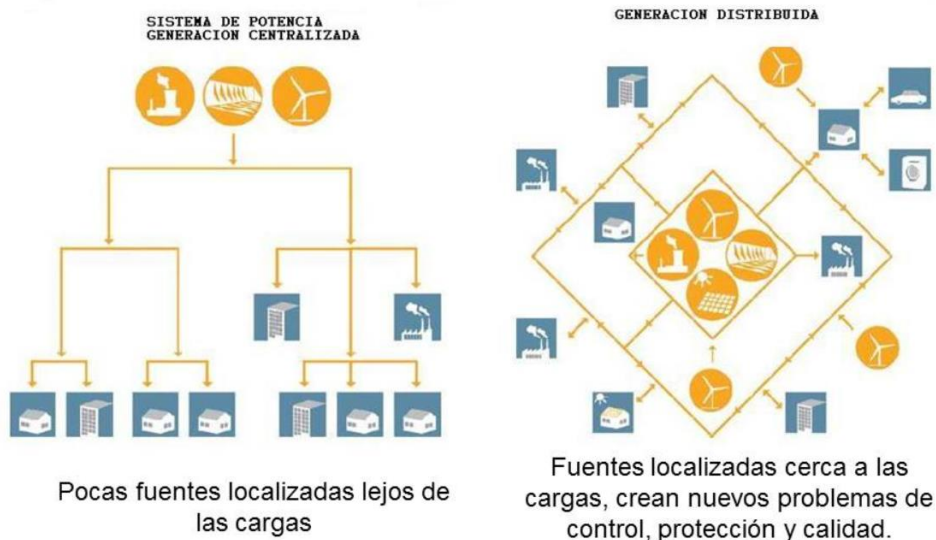 SISTEMA DE POTENCIA
GENERACION CENTRALIZADA
Pocas fuentes localizadas lejos de
las cargas
GENERACION DISTRIBUIDA
Fuentes localizadas cerca a las
cargas, crean nuevos problemas de
control, protección y calidad.